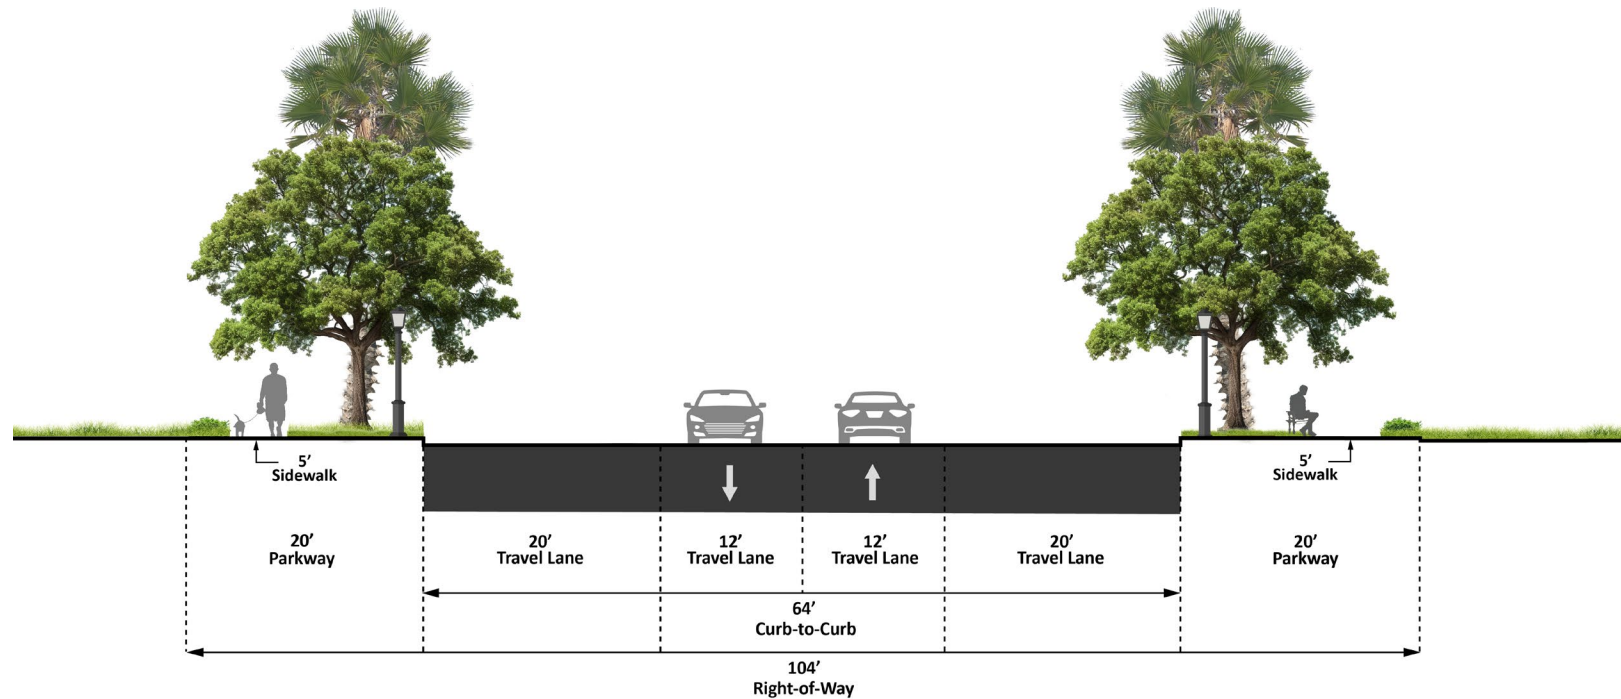 5’
Sidewalk
5’
Sidewalk
20’
Parkway
20’
Travel Lane
12’
Travel Lane
12’
Travel Lane
20’
Travel Lane
20’
Parkway
64’
Curb-to-Curb
104’
Right-of-Way